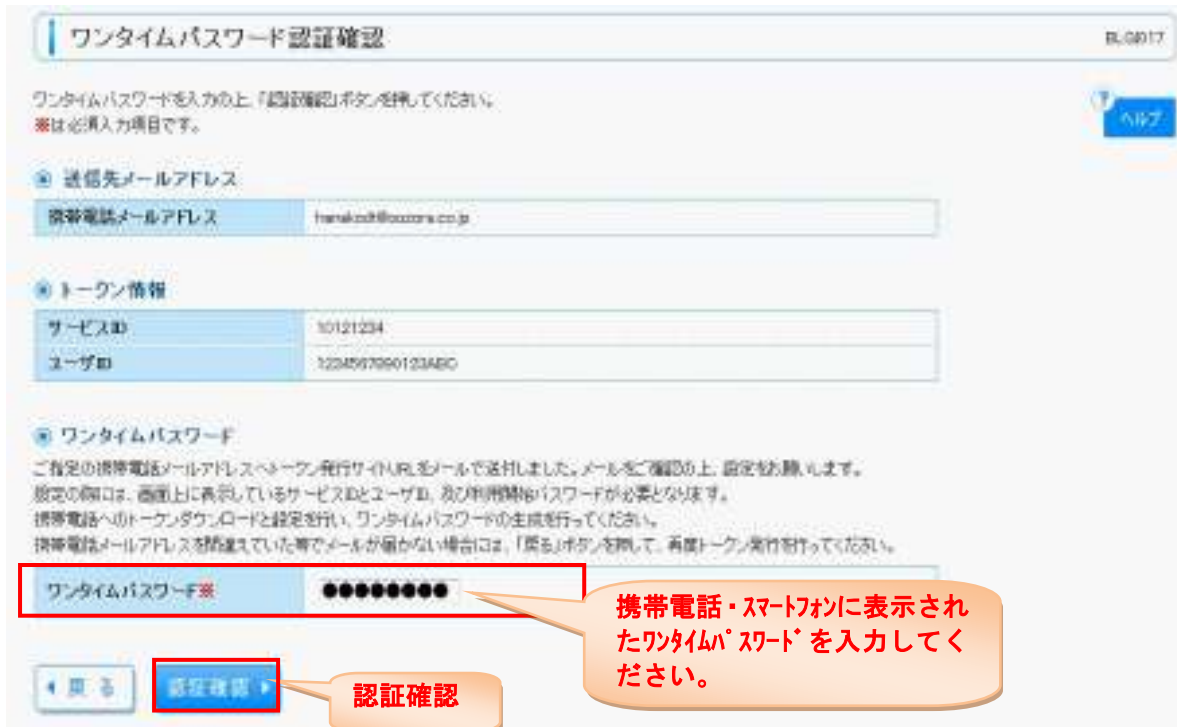 ワンタイムパスワード認証確認
BLGI017
ワンタイムパスワードを入力の上、「認証確認」ボタンを押してください。
※は必須入力項目です。
ヘルプ
送信先メールアドレス
携帯電話メールアドレス
トークン情報
サービスID 10121234
ユーザID 1234567890123ABC
ワンタイムパスワード
ご指定の携帯電話メールアドレスへトークン発行サイトURLをメールで送付しました。メールをご確認の上、設定をお願いします。
設定の際には、画面上に表示しているサービスIDとユーザID、及び利用開始パスワードが必要となります。
携帯電話へのトークンダウンロードと設定を行い、ワンタイムパスワードの生成を行ってください。
携帯電話メールアドレスを間違えていた等でメールが届かない場合には、「戻る」ボタンを押して、再度トークン発行を行ってください。
ワンタイムパスワード※ ●●●●●●●●
携帯電話・ｽﾏｰﾄﾌｫﾝに表示され
たﾜﾝﾀｲﾑﾊﾟｽﾜｰﾄﾞを入力してく
ださい。
戻る
認証確認
認証確認